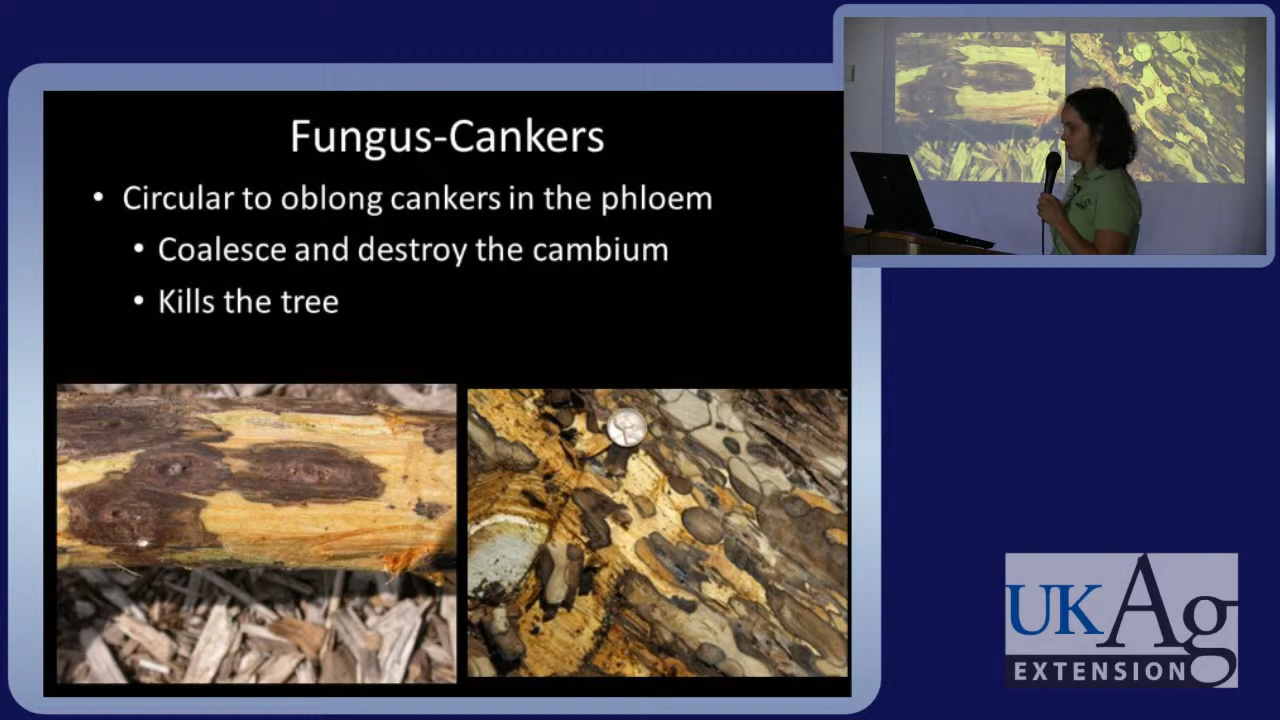 Fungus-Cankers
• Circular to oblong cankers in the phloem
• Coalesce and destroy the cambium
• Kills the tree
UKAg
EXTENSION